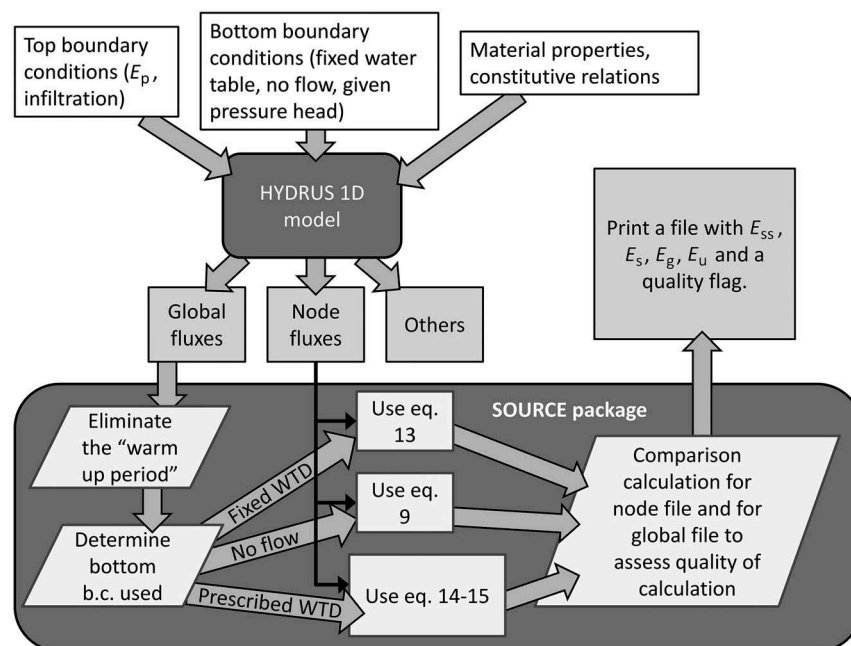 Top boundary
conditions (Ep ,
infiltration)
Bottom boundary
conditions (fixed water
table, no flow, given
pressure head)
Material properties,
constitutive relations
HYDRUS 1D
model
Print a file with Ess ,
Es, Eg, Eu and a
quality flag.
Global
fluxes
Node
fluxes
Others
SOURCE package
Eliminate
the “warm
up period”
Determine
bottom
b.c. used
Fixed WTD
No flow
Prescribed WTD
Use eq.
13
Use eq.
9
Use eq. 14-15
Comparison
calculation for
node file and for
global file to
assess quality of
calculation